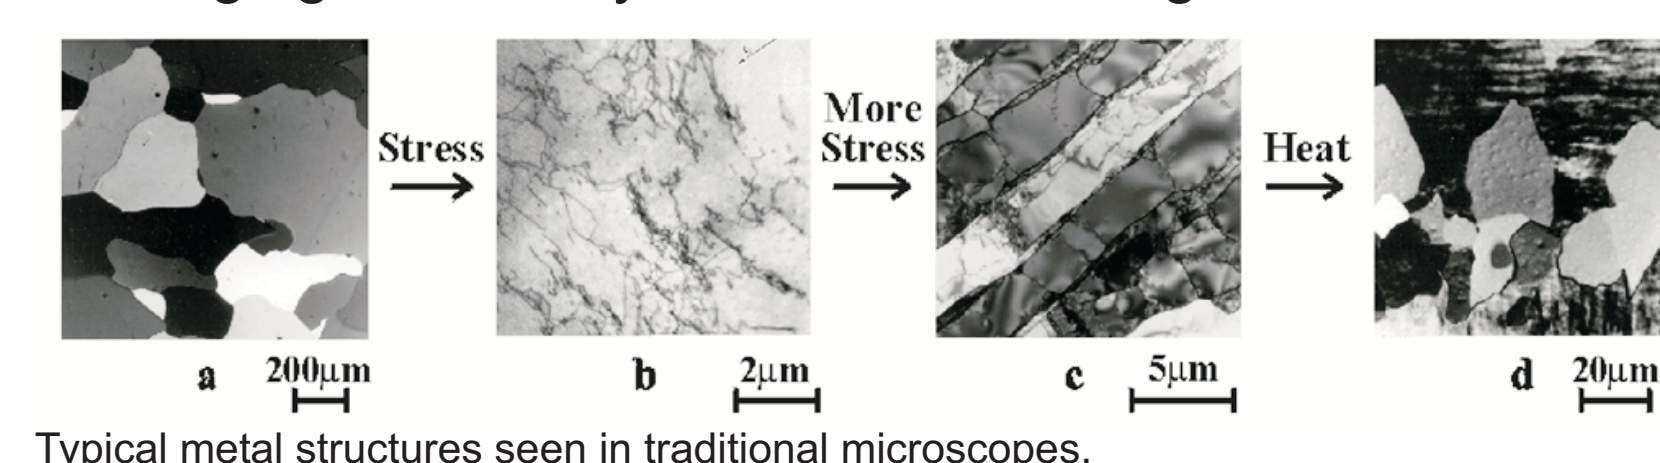 Stress
More
Stress
Heat
a 200μm
b 2μm
c 5μm
d 20μm
Typical metal structures seen in traditional microscopes.